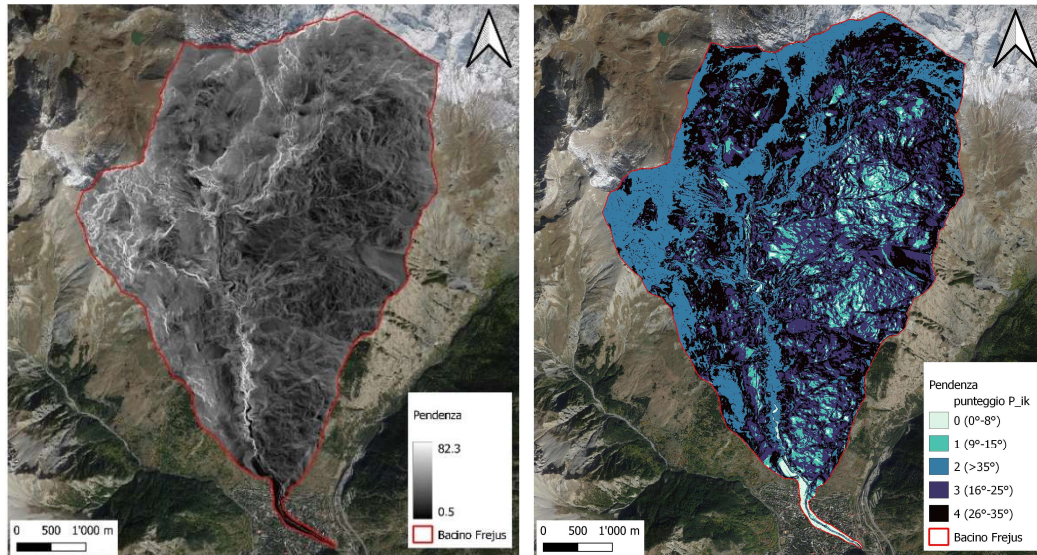 Pendenza
82.3
0.5
Bacino Frejus
0 500 1'000 m
Pendenza
punteggio P_ik
0 (0°-8°)
1 (9°-15°)
2 (>35°)
3 (16°-25°)
4 (26°-35°)
Bacino Frejus
0 500 1'000 m